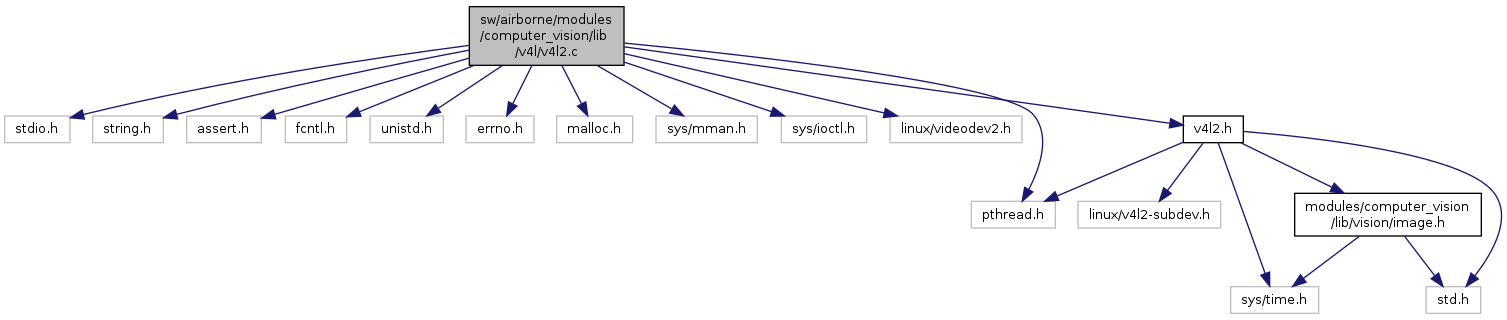 sw/airborne/modules
/computer_vision/lib
/v4l/v4l2.c
stdio.h
string.h
assert.h
fcntl.h
unistd.h
errno.h
malloc.h
sys/mman.h
sys/ioctl.h
linux/videodev2.h
v4l2.h
pthread.h
linux/v4l2-subdev.h
modules/computer_vision
/lib/vision/image.h
sys/time.h
std.h